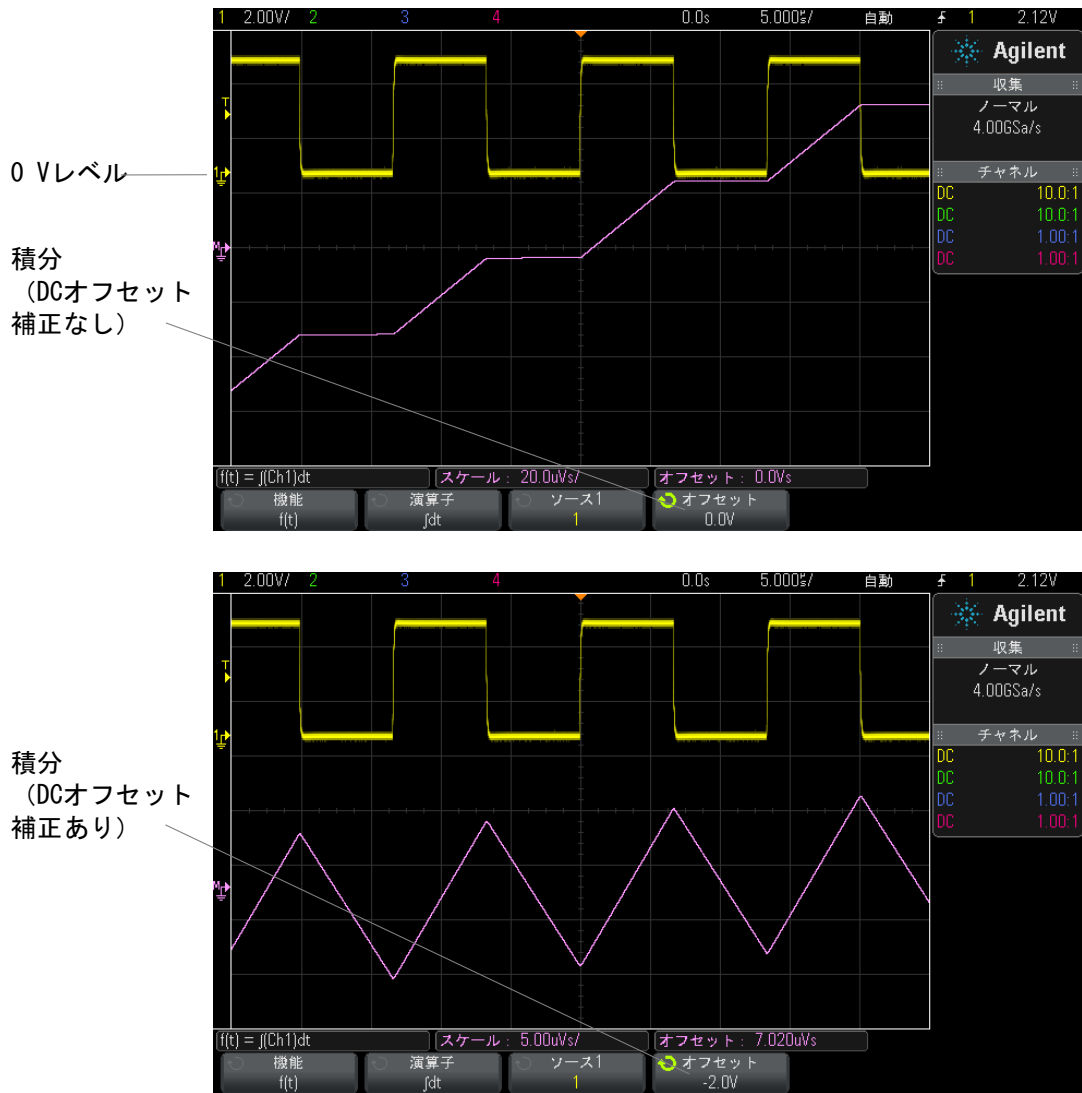 1 2.00V/ 2 3 4 0.0s 5.000㎲/ 自動 1 2.12V
Agilent
収集
ノーマル
4.00GSa/s
チャネル
DC 10.0:1
DC 10.0:1
DC 1.00:1
DC 1.00:1
T
1
M
0 Vレベル
積分
（DCオフセット
補正なし）
f(t) = ∫(Ch1)dt スケール： 20.0uVs/ オフセット： 0.0Vs
機能 演算子 ソース1 オフセット
f(t) ∫dt 1 0.0V
1 2.00V/ 2 3 4 0.0s 5.000㎲/ 自動 1 2.12V
Agilent
収集
ノーマル
4.00GSa/s
チャネル
DC 10.0:1
DC 10.0:1
DC 1.00:1
DC 1.00:1
T
1
M
積分
（DCオフセット
補正あり）
f(t) = ∫(Ch1)dt スケール： 5.00uVs/ オフセット： 7.020uVs
機能 演算子 ソース1 オフセット
f(t) ∫dt 1 -2.0V